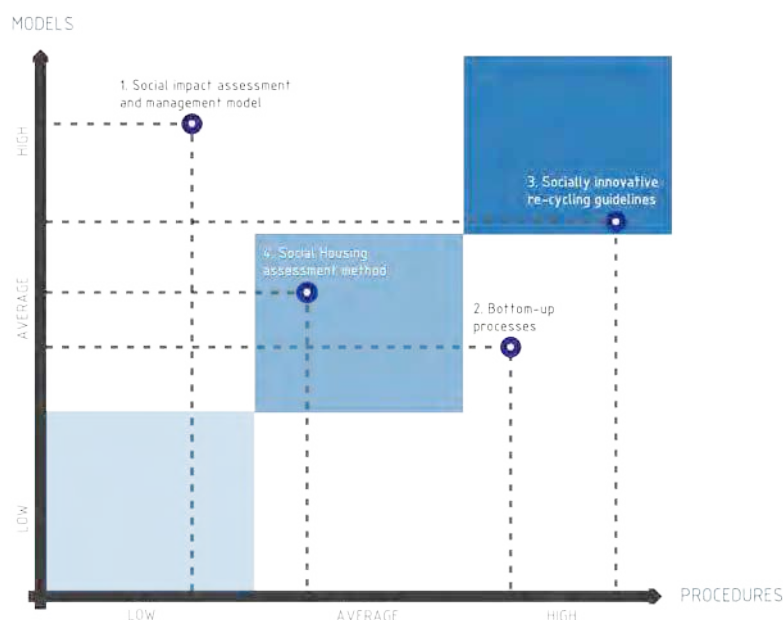 MODELS
1. Social impact assessment
and management model
HIGH
3. Socially innovative
re-cycling guidelines
4. Social Housing
assessment method
AVERAGE
2. Bottom-up
processes
LOW
PROCEDURES
LOW
AVERAGE
HIGH